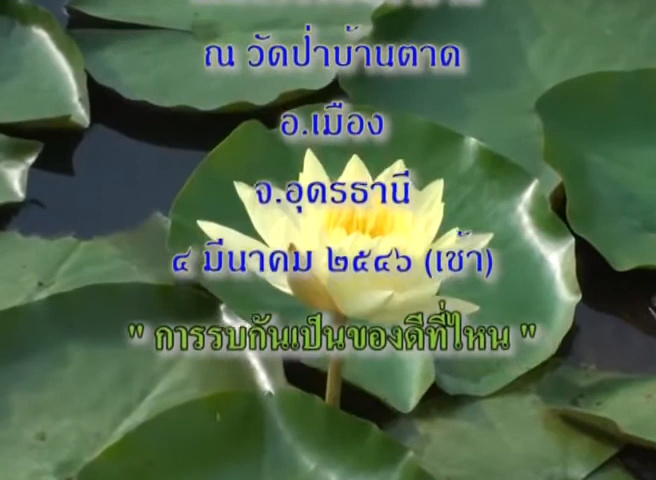 ณ วัดป่าบ้านตาด
อ.เมือง
จ.อุดรธานี
๔ มีนาคม ๒๕๔๖ (เช้า)
" การรบกันเป็นของดีที่ไหน "